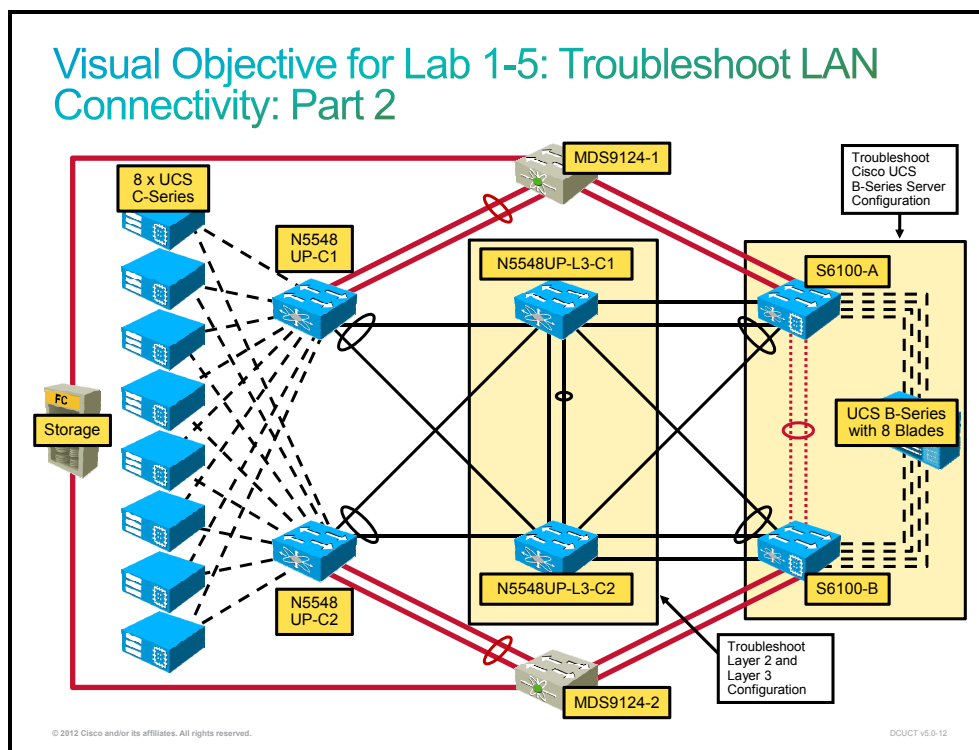 Visual Objective for Lab 1-5: Troubleshoot LAN
Connectivity: Part 2
MDS9124-1
Troubleshoot
Cisco UCS
B-Series Server
Configuration
8 x UCS
C-Series
N5548
UP-C1
N5548UP-L3-C1
S6100-A
FC
Storage
UCS B-Series
with 8 Blades
N5548
UP-C2
N5548UP-L3-C2
S6100-B
Troubleshoot
Layer 2 and
Layer 3
Configuration
MDS9124-2
© 2012 Cisco and/or its affiliates. All rights reserved.
DCUCT v5.0-12